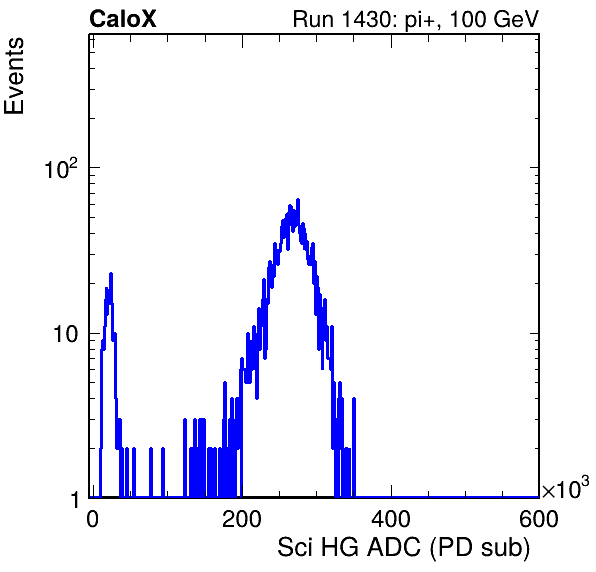 CaloX Run 1430: pi+, 100 GeV
Events
10²
10
1
0 200 400 600
×10³
Sci HG ADC (PD sub)